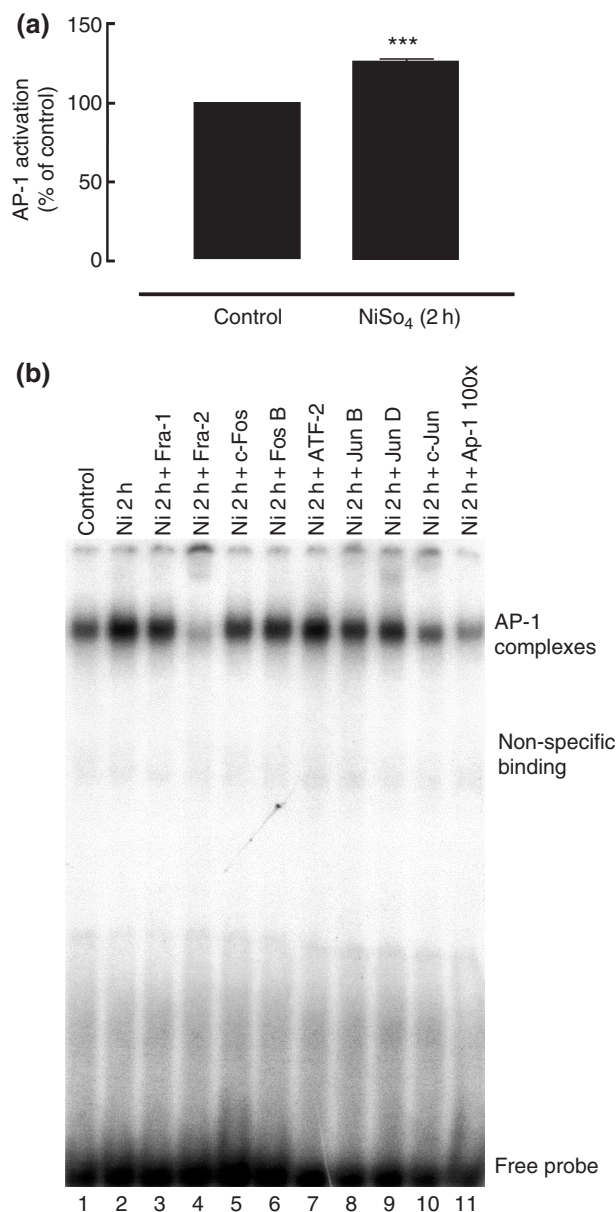 (a)
150
100
50
0
AP-1 activation
(% of control)
***
Control
NiSo₄ (2 h)
(b)
Control
Ni 2 h
Ni 2 h + Fra-1
Ni 2 h + Fra-2
Ni 2 h + c-Fos
Ni 2 h + Fos B
Ni 2 h + ATF-2
Ni 2 h + Jun B
Ni 2 h + Jun D
Ni 2 h + c-Jun
Ni 2 h + Ap-1 100x
AP-1
complexes
Non-specific
binding
Free probe
1 2 3 4 5 6 7 8 9 10 11